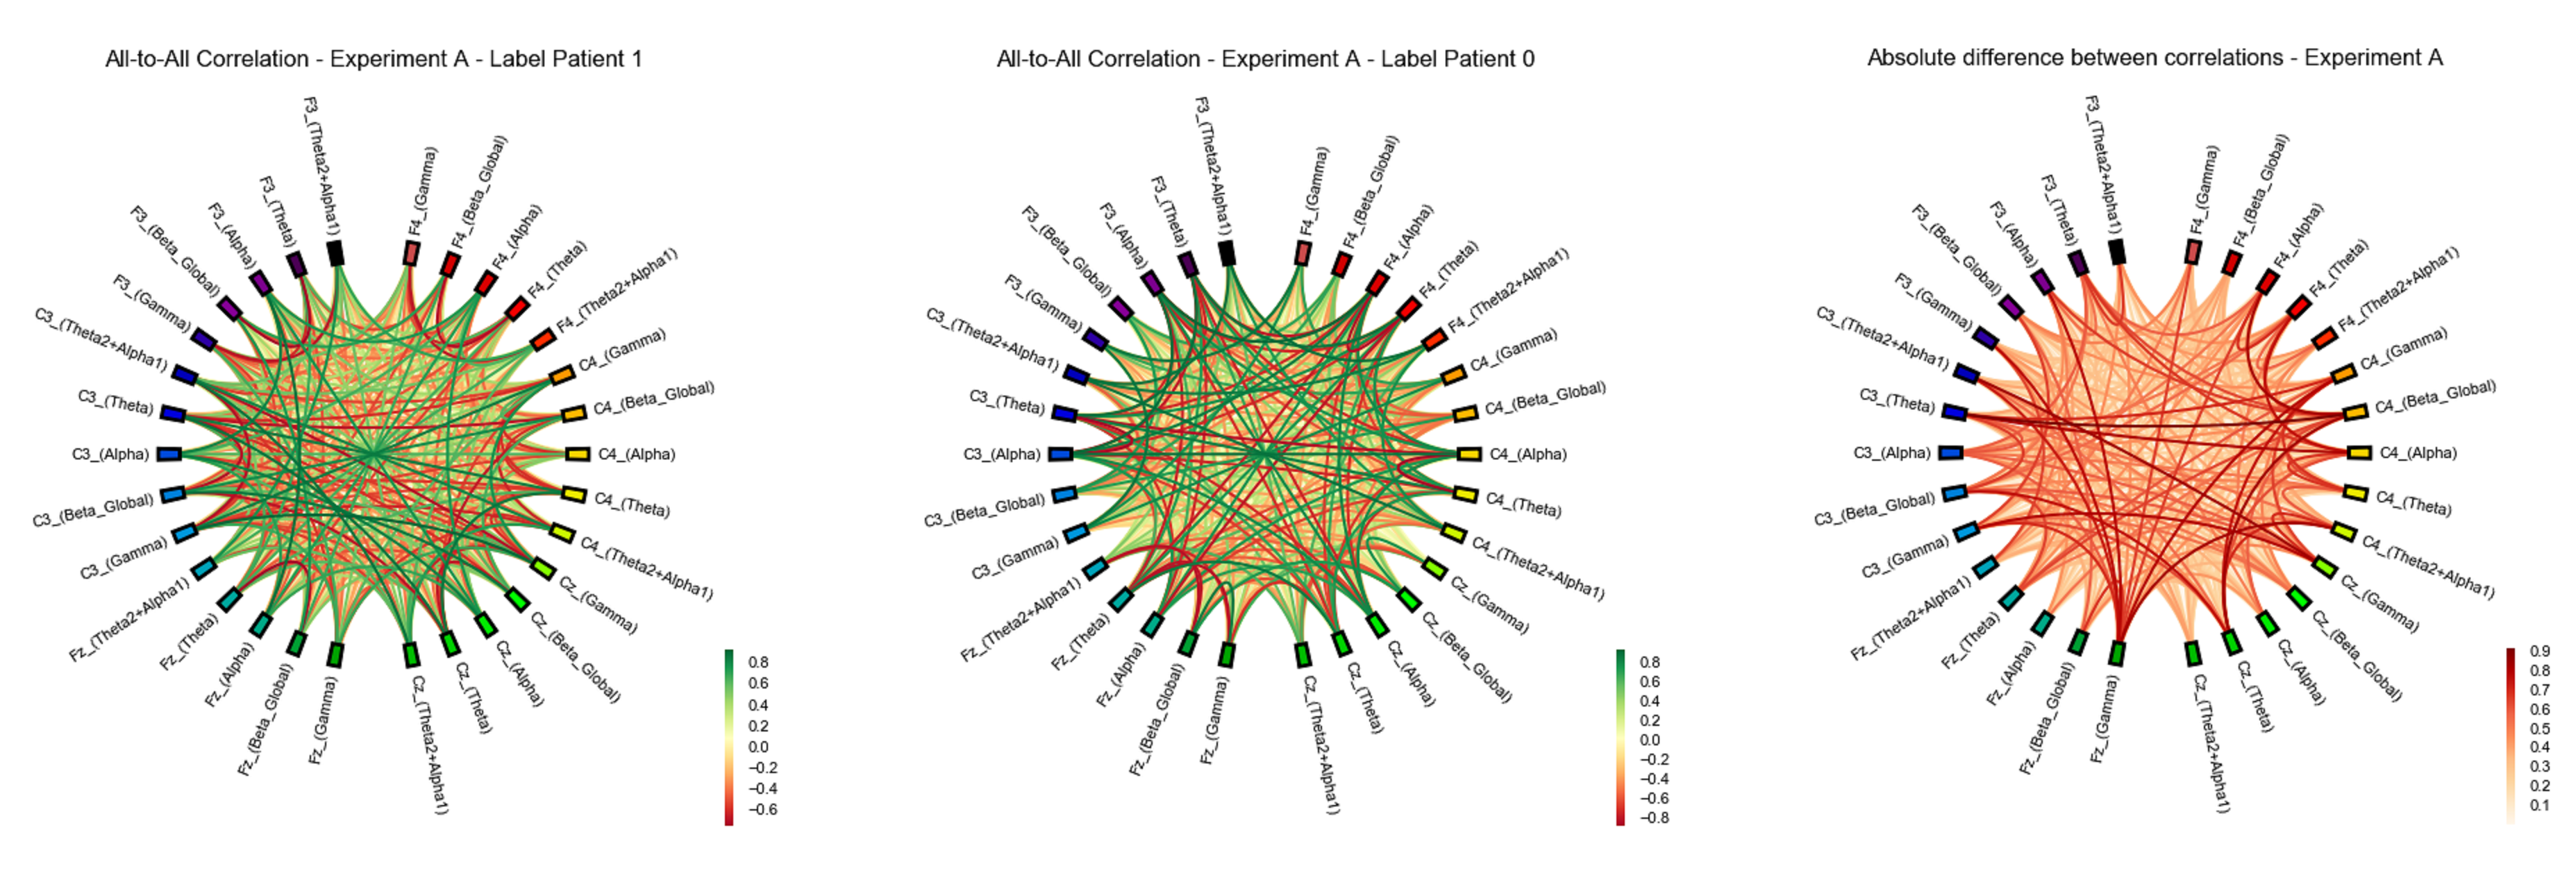 All-to-All Correlation - Experiment A - Label Patient 1
F3_(Theta2+Alpha1)
F4_(Gamma)
F4_(Beta_Global)
F4_(Alpha)
F4_(Theta)
F4_(Theta2+Alpha1)
C4_(Gamma)
C4_(Beta_Global)
C4_(Alpha)
C4_(Theta)
C4_(Theta2+Alpha1)
Cz_(Gamma)
Cz_(Beta_Global)
Cz_(Alpha)
Cz_(Theta)
Cz_(Theta2+Alpha1)
Fz_(Gamma)
Fz_(Beta_Global)
Fz_(Alpha)
Fz_(Theta)
Fz_(Theta2+Alpha1)
C3_(Gamma)
C3_(Beta_Global)
C3_(Alpha)
C3_(Theta)
C3_(Theta2+Alpha1)
F3_(Gamma)
F3_(Beta_Global)
F3_(Alpha)
F3_(Theta)
0.8
0.6
0.4
0.2
0.0
−0.2
−0.4
−0.6
All-to-All Correlation - Experiment A - Label Patient 0
F3_(Theta2+Alpha1)
F4_(Gamma)
F4_(Beta_Global)
F4_(Alpha)
F4_(Theta)
F4_(Theta2+Alpha1)
C4_(Gamma)
C4_(Beta_Global)
C4_(Alpha)
C4_(Theta)
C4_(Theta2+Alpha1)
Cz_(Gamma)
Cz_(Beta_Global)
Cz_(Alpha)
Cz_(Theta)
Cz_(Theta2+Alpha1)
Fz_(Gamma)
Fz_(Beta_Global)
Fz_(Alpha)
Fz_(Theta)
Fz_(Theta2+Alpha1)
C3_(Gamma)
C3_(Beta_Global)
C3_(Alpha)
C3_(Theta)
C3_(Theta2+Alpha1)
F3_(Gamma)
F3_(Beta_Global)
F3_(Alpha)
F3_(Theta)
0.8
0.6
0.4
0.2
0.0
−0.2
−0.4
−0.6
−0.8
Absolute difference between correlations - Experiment A
F3_(Theta2+Alpha1)
F4_(Gamma)
F4_(Beta_Global)
F4_(Alpha)
F4_(Theta)
F4_(Theta2+Alpha1)
C4_(Gamma)
C4_(Beta_Global)
C4_(Alpha)
C4_(Theta)
C4_(Theta2+Alpha1)
Cz_(Gamma)
Cz_(Beta_Global)
Cz_(Alpha)
Cz_(Theta)
Cz_(Theta2+Alpha1)
Fz_(Gamma)
Fz_(Beta_Global)
Fz_(Alpha)
Fz_(Theta)
Fz_(Theta2+Alpha1)
C3_(Gamma)
C3_(Beta_Global)
C3_(Alpha)
C3_(Theta)
C3_(Theta2+Alpha1)
F3_(Gamma)
F3_(Beta_Global)
F3_(Alpha)
F3_(Theta)
0.9
0.8
0.7
0.6
0.5
0.4
0.3
0.2
0.1